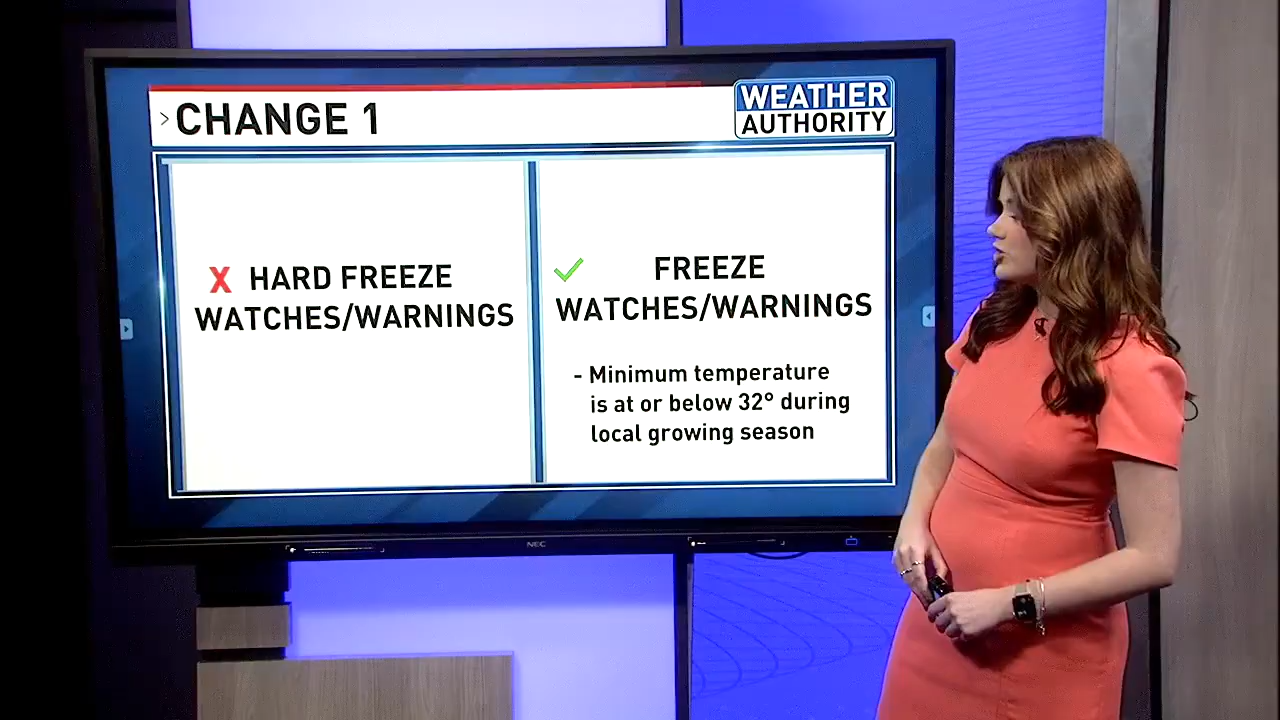 > CHANGE 1
WEATHER
AUTHORITY
X HARD FREEZE
WATCHES/WARNINGS
✓ FREEZE
WATCHES/WARNINGS
- Minimum temperature
is at or below 32° during
local growing season
NEC